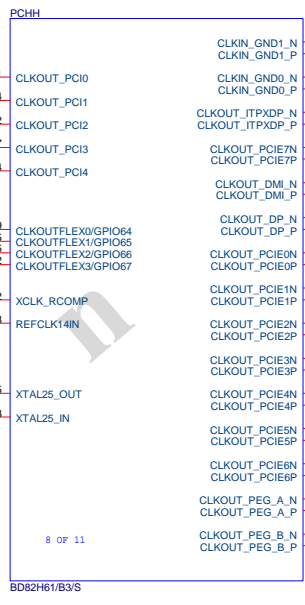 PCHH
CLKIN_GND1_N
CLKIN_GND1_P
CLKOUT_PCI0
CLKIN_GND0_N
CLKIN_GND0_P
CLKOUT_PCI1
CLKOUT_ITPXDP_N
CLKOUT_PCI2
CLKOUT_ITPXDP_P
CLKOUT_PCI3
CLKOUT_PCIE7N
CLKOUT_PCIE7P
CLKOUT_PCI4
CLKOUT_DMI_N
CLKOUT_DMI_P
CLKOUT_DP_N
CLKOUTFLEX0/GPIO64
CLKOUT_DP_P
CLKOUTFLEX1/GPIO65
CLKOUTFLEX2/GPIO66
CLKOUT_PCIE0N
CLKOUTFLEX3/GPIO67
CLKOUT_PCIE0P
CLKOUT_PCIE1N
XCLK_RCOMP
CLKOUT_PCIE1P
REFCLK14IN
CLKOUT_PCIE2N
CLKOUT_PCIE2P
CLKOUT_PCIE3N
CLKOUT_PCIE3P
XTAL25_OUT
CLKOUT_PCIE4N
CLKOUT_PCIE4P
XTAL25_IN
CLKOUT_PCIE5N
CLKOUT_PCIE5P
CLKOUT_PCIE6N
CLKOUT_PCIE6P
CLKOUT_PEG_A_N
CLKOUT_PEG_A_P
8 OF 11
CLKOUT_PEG_B_N
CLKOUT_PEG_B_P
BD82H61/B3/S
n